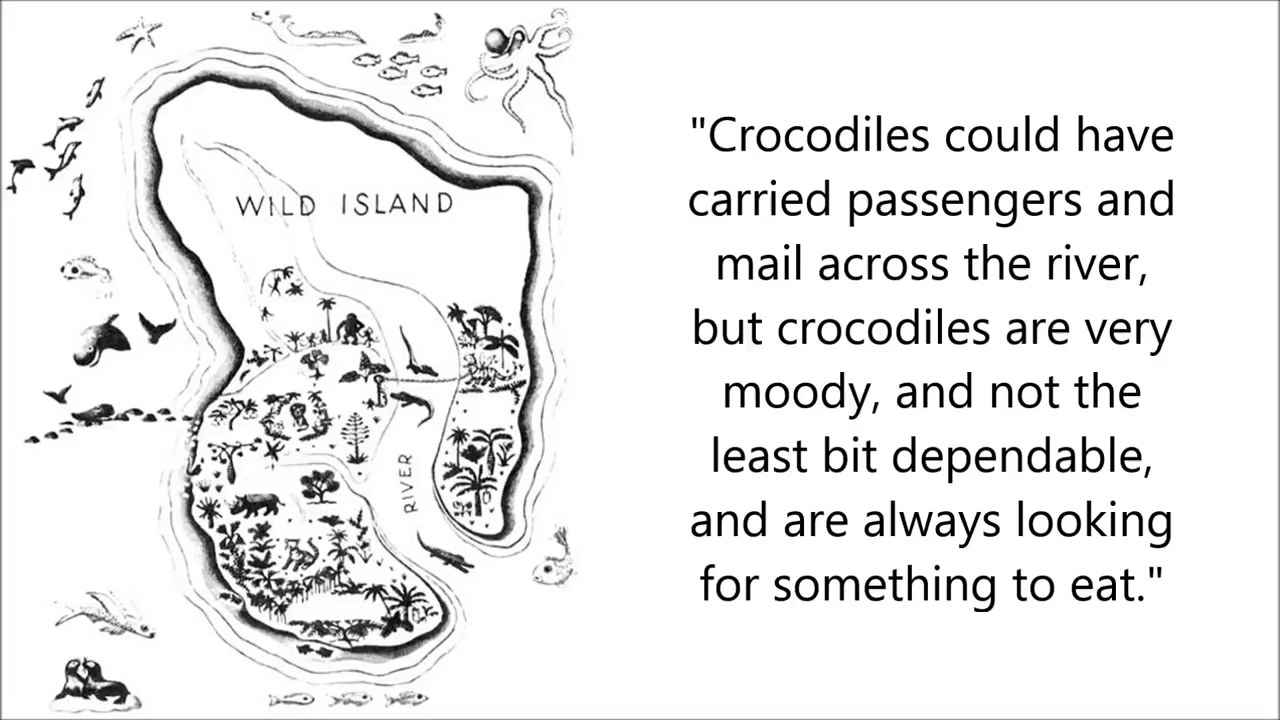 WILD ISLAND
RIVER
"Crocodiles could have
carried passengers and
mail across the river,
but crocodiles are very
moody, and not the
least bit dependable,
and are always looking
for something to eat."